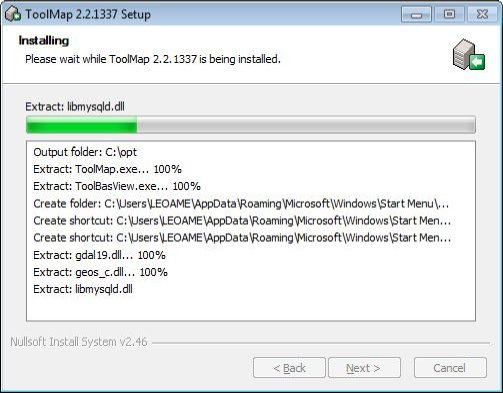 ToolMap 2.2.1337 Setup
Installing
Please wait while ToolMap 2.2.1337 is being installed.
Extract: libmysqld.dll
Output folder: C:\opt
Extract: ToolMap.exe... 100%
Extract: ToolBasView.exe... 100%
Create folder: C:\Users\LEOAME\AppData\Roaming\Microsoft\Windows\Start Menu\...
Create shortcut: C:\Users\LEOAME\AppData\Roaming\Microsoft\Windows\Start Men...
Create shortcut: C:\Users\LEOAME\AppData\Roaming\Microsoft\Windows\Start Men...
Extract: gdal19.dll... 100%
Extract: geos_c.dll... 100%
Extract: libmysqld.dll
Nullsoft Install System v2.46
< Back Next > Cancel